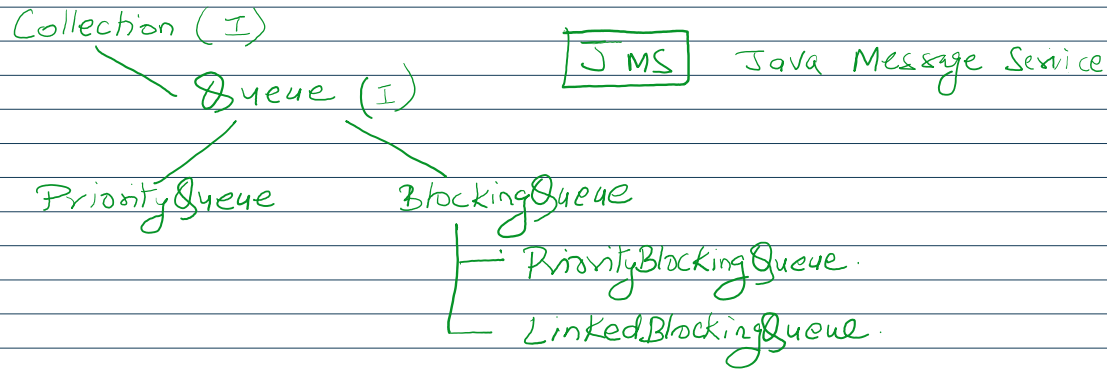 Collection (I)
JMS Java Message Service
Queue (I)
PriorityQueue BlockingQueue
PriorityBlockingQueue.
LinkedBlockingQueue.